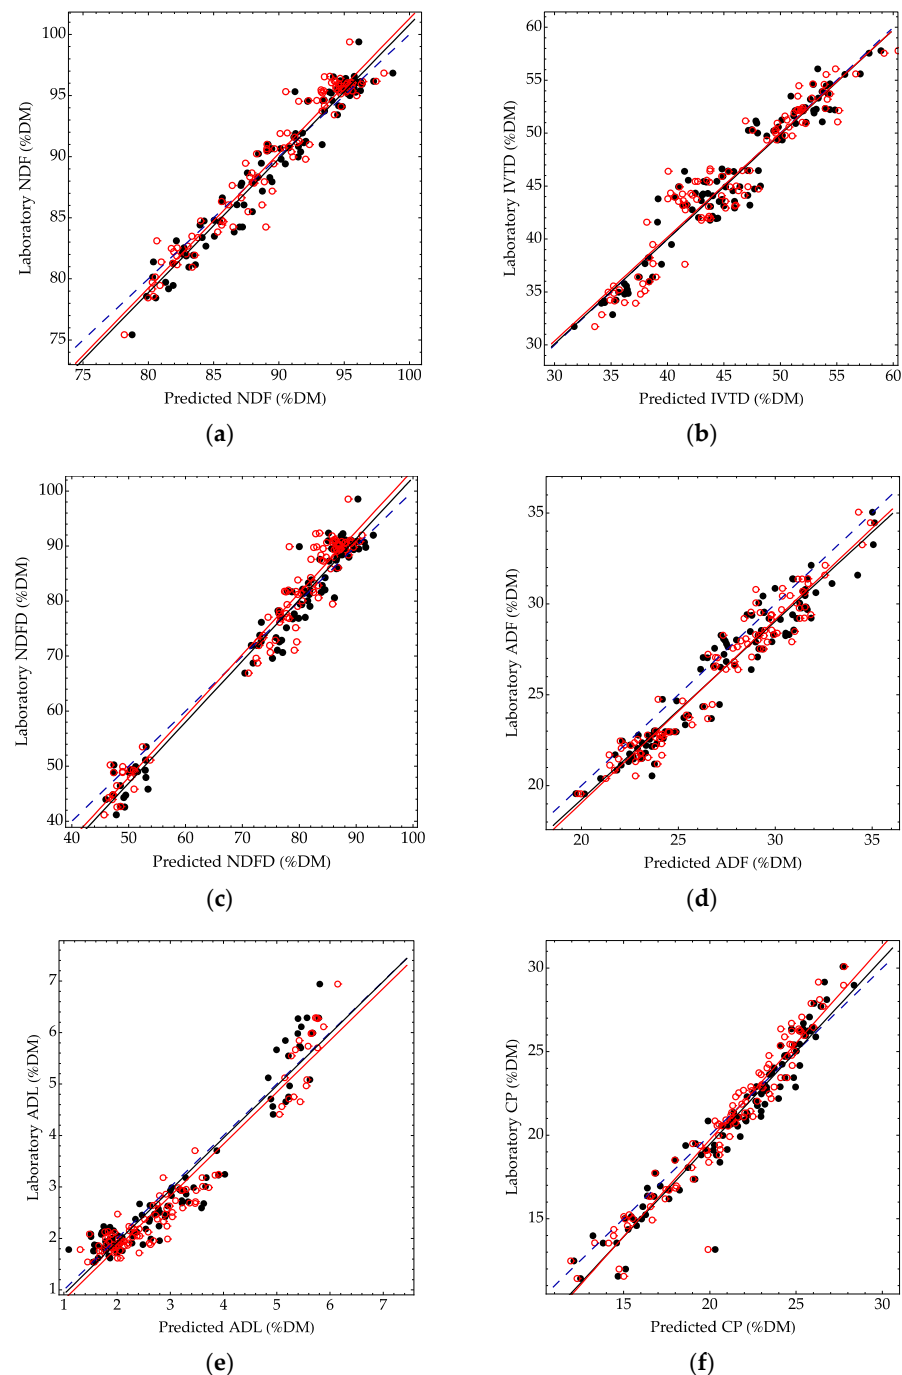 100
95
90
85
80
75
Laboratory NDF (%DM)
75 80 85 90 95 100
Predicted NDF (%DM)
(a)
60
55
50
45
40
35
30
Laboratory IVTD (%DM)
30 35 40 45 50 55 60
Predicted IVTD (%DM)
(b)
100
90
80
70
60
50
40
Laboratory NDFD (%DM)
40 50 60 70 80 90 100
Predicted NDFD (%DM)
(c)
35
30
25
20
Laboratory ADF (%DM)
20 25 30 35
Predicted ADF (%DM)
(d)
7
6
5
4
3
2
1
Laboratory ADL (%DM)
1 2 3 4 5 6 7
Predicted ADL (%DM)
(e)
30
25
20
15
Laboratory CP (%DM)
15 20 25 30
Predicted CP (%DM)
(f)